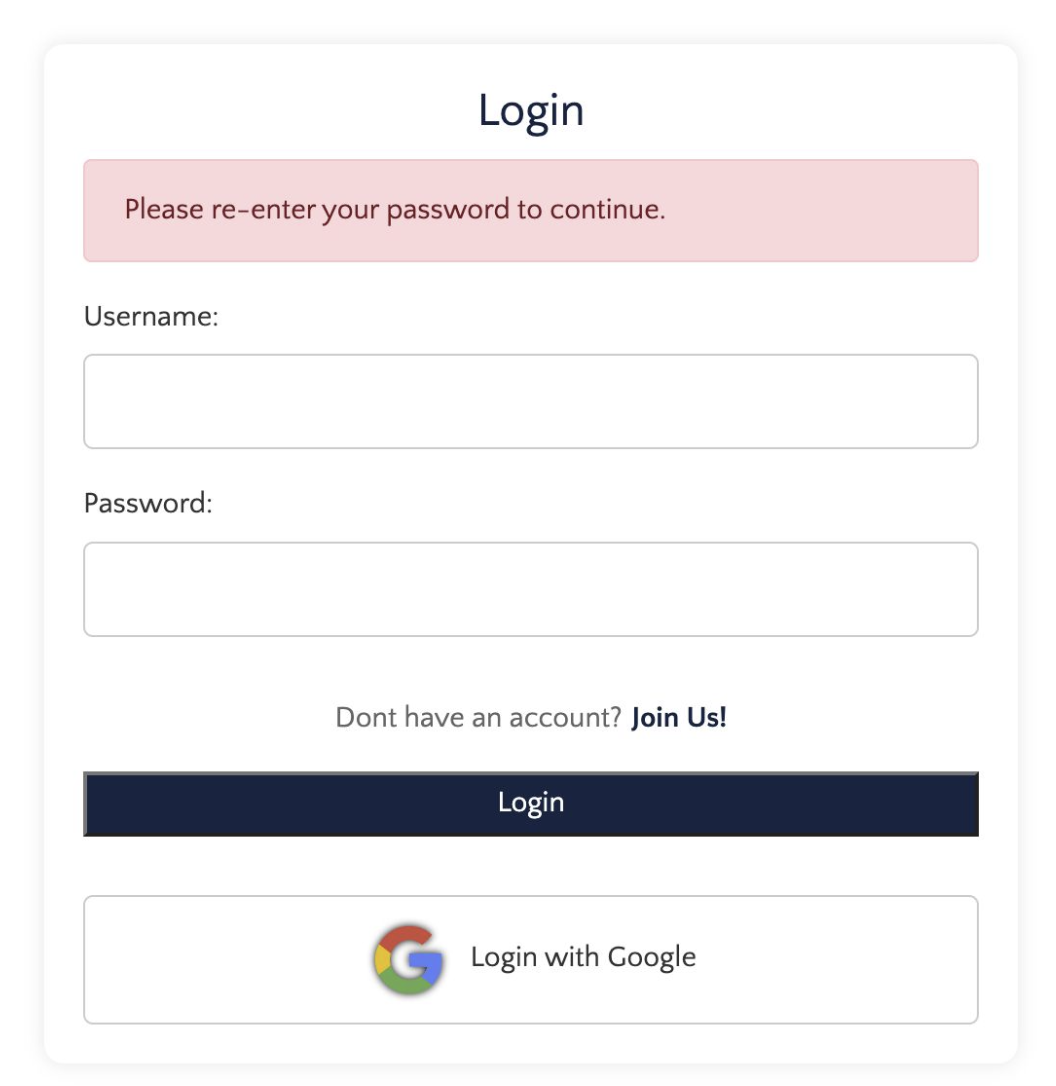 Login
Please re-enter your password to continue.
Username:
Password:
Dont have an account? Join Us!
Login
Login with Google